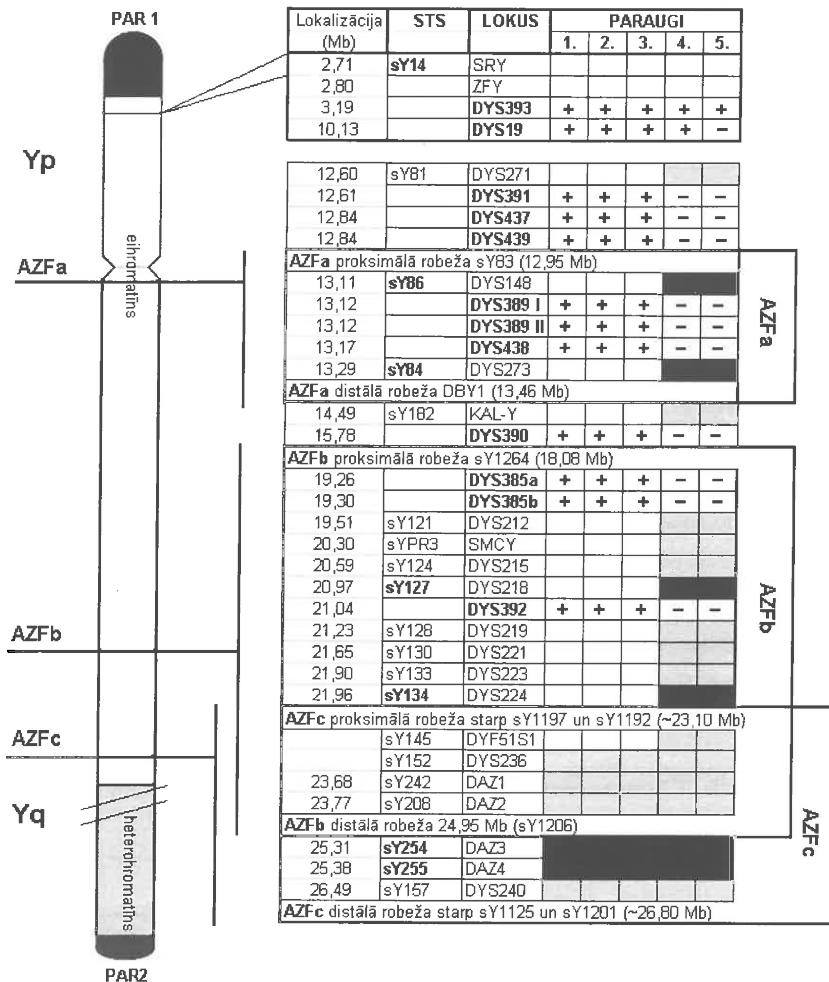 PAR 1
Yp
AZFa
eihromatīns
AZFb
AZFc
Yq
heterohromatīns
PAR2
Lokalizācija (Mb) STS LOKUS PARAUGI
1. 2. 3. 4. 5.
2,71 sY14 SRY
2,80 ZFY
3,19 DYS393 + + + + +
10,13 DYS19 + + + + –
12,60 sY81 DYS271
12,61 DYS391 + + + – –
12,84 DYS437 + + + – –
12,84 DYS439 + + + – –
AZFa proksimālā robeža sY83 (12,95 Mb)
13,11 sY86 DYS148
13,12 DYS389 I + + + – –
13,12 DYS389 II + + + – –
13,17 DYS438 + + + – –
13,29 sY84 DYS273
AZFa distālā robeža DBY1 (13,46 Mb)
AZFa
14,49 sY182 KAL-Y
15,78 DYS390 + + + – –
AZFb proksimālā robeža sY1264 (18,08 Mb)
19,26 DYS385a + + + – –
19,30 DYS385b + + + – –
19,51 sY121 DYS212
20,30 sYPR3 SMCY
20,59 sY124 DYS215
20,97 sY127 DYS218
21,04 DYS392 + + + – –
21,23 sY128 DYS219
21,65 sY130 DYS221
21,90 sY133 DYS223
21,96 sY134 DYS224
AZFb
AZFc proksimālā robeža starp sY1197 un sY1192 (~23,10 Mb)
sY145 DYF51S1
sY152 DYS236
23,68 sY242 DAZ1
23,77 sY208 DAZ2
AZFb distālā robeža 24,95 Mb (sY1206)
25,31 sY254 DAZ3
25,38 sY255 DAZ4
26,49 sY157 DYS240
AZFc distālā robeža starp sY1125 un sY1201 (~26,80 Mb)
AZFc